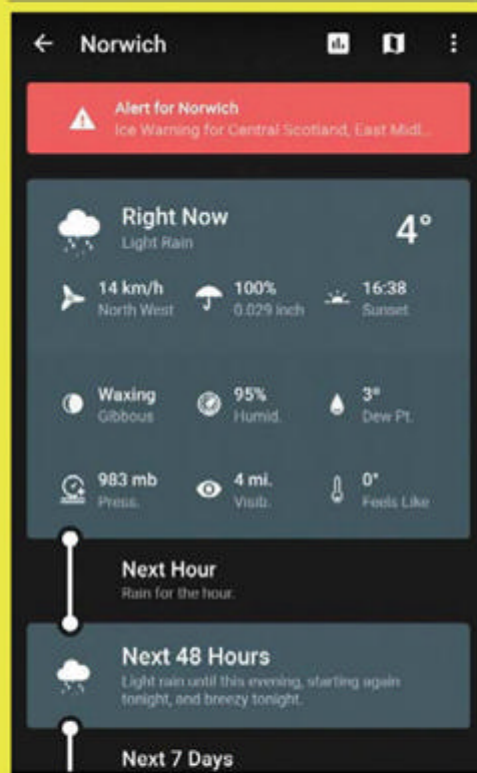 Norwich
Alert for Norwich
Ice Warning for Central Scotland, East Midl...
Right Now
Light Rain
4°
14 km/h
North West
100%
0.029 inch
16:38
Sunset
Waxing
Gibbous
95%
Humid.
3°
Dew Pt.
983 mb
Press.
4 mi.
Visib.
0°
Feels Like
Next Hour
Rain for the hour.
Next 48 Hours
Light rain until this evening, starting again
tonight, and breezy tonight.
Next 7 Days